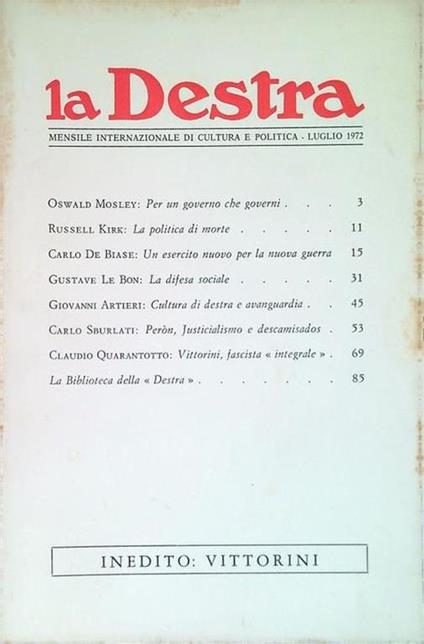 la Destra
MENSILE INTERNAZIONALE DI CULTURA E POLITICA - LUGLIO 1972
OSWALD MOSLEY: Per un governo che governi . . . 3
RUSSELL KIRK: La politica di morte . . . . . 11
CARLO DE BIASE: Un esercito nuovo per la nuova guerra 15
GUSTAVE LE BON: La difesa sociale . . . . . 31
GIOVANNI ARTIERI: Cultura di destra e avanguardia . . 45
CARLO SBURLATI: Peròn, Justicialismo e descamisados . 53
CLAUDIO QUARANTOTTO: Vittorini, fascista « integrale » . 69
La Biblioteca della « Destra » . . . . . . . 85
INEDITO: VITTORINI